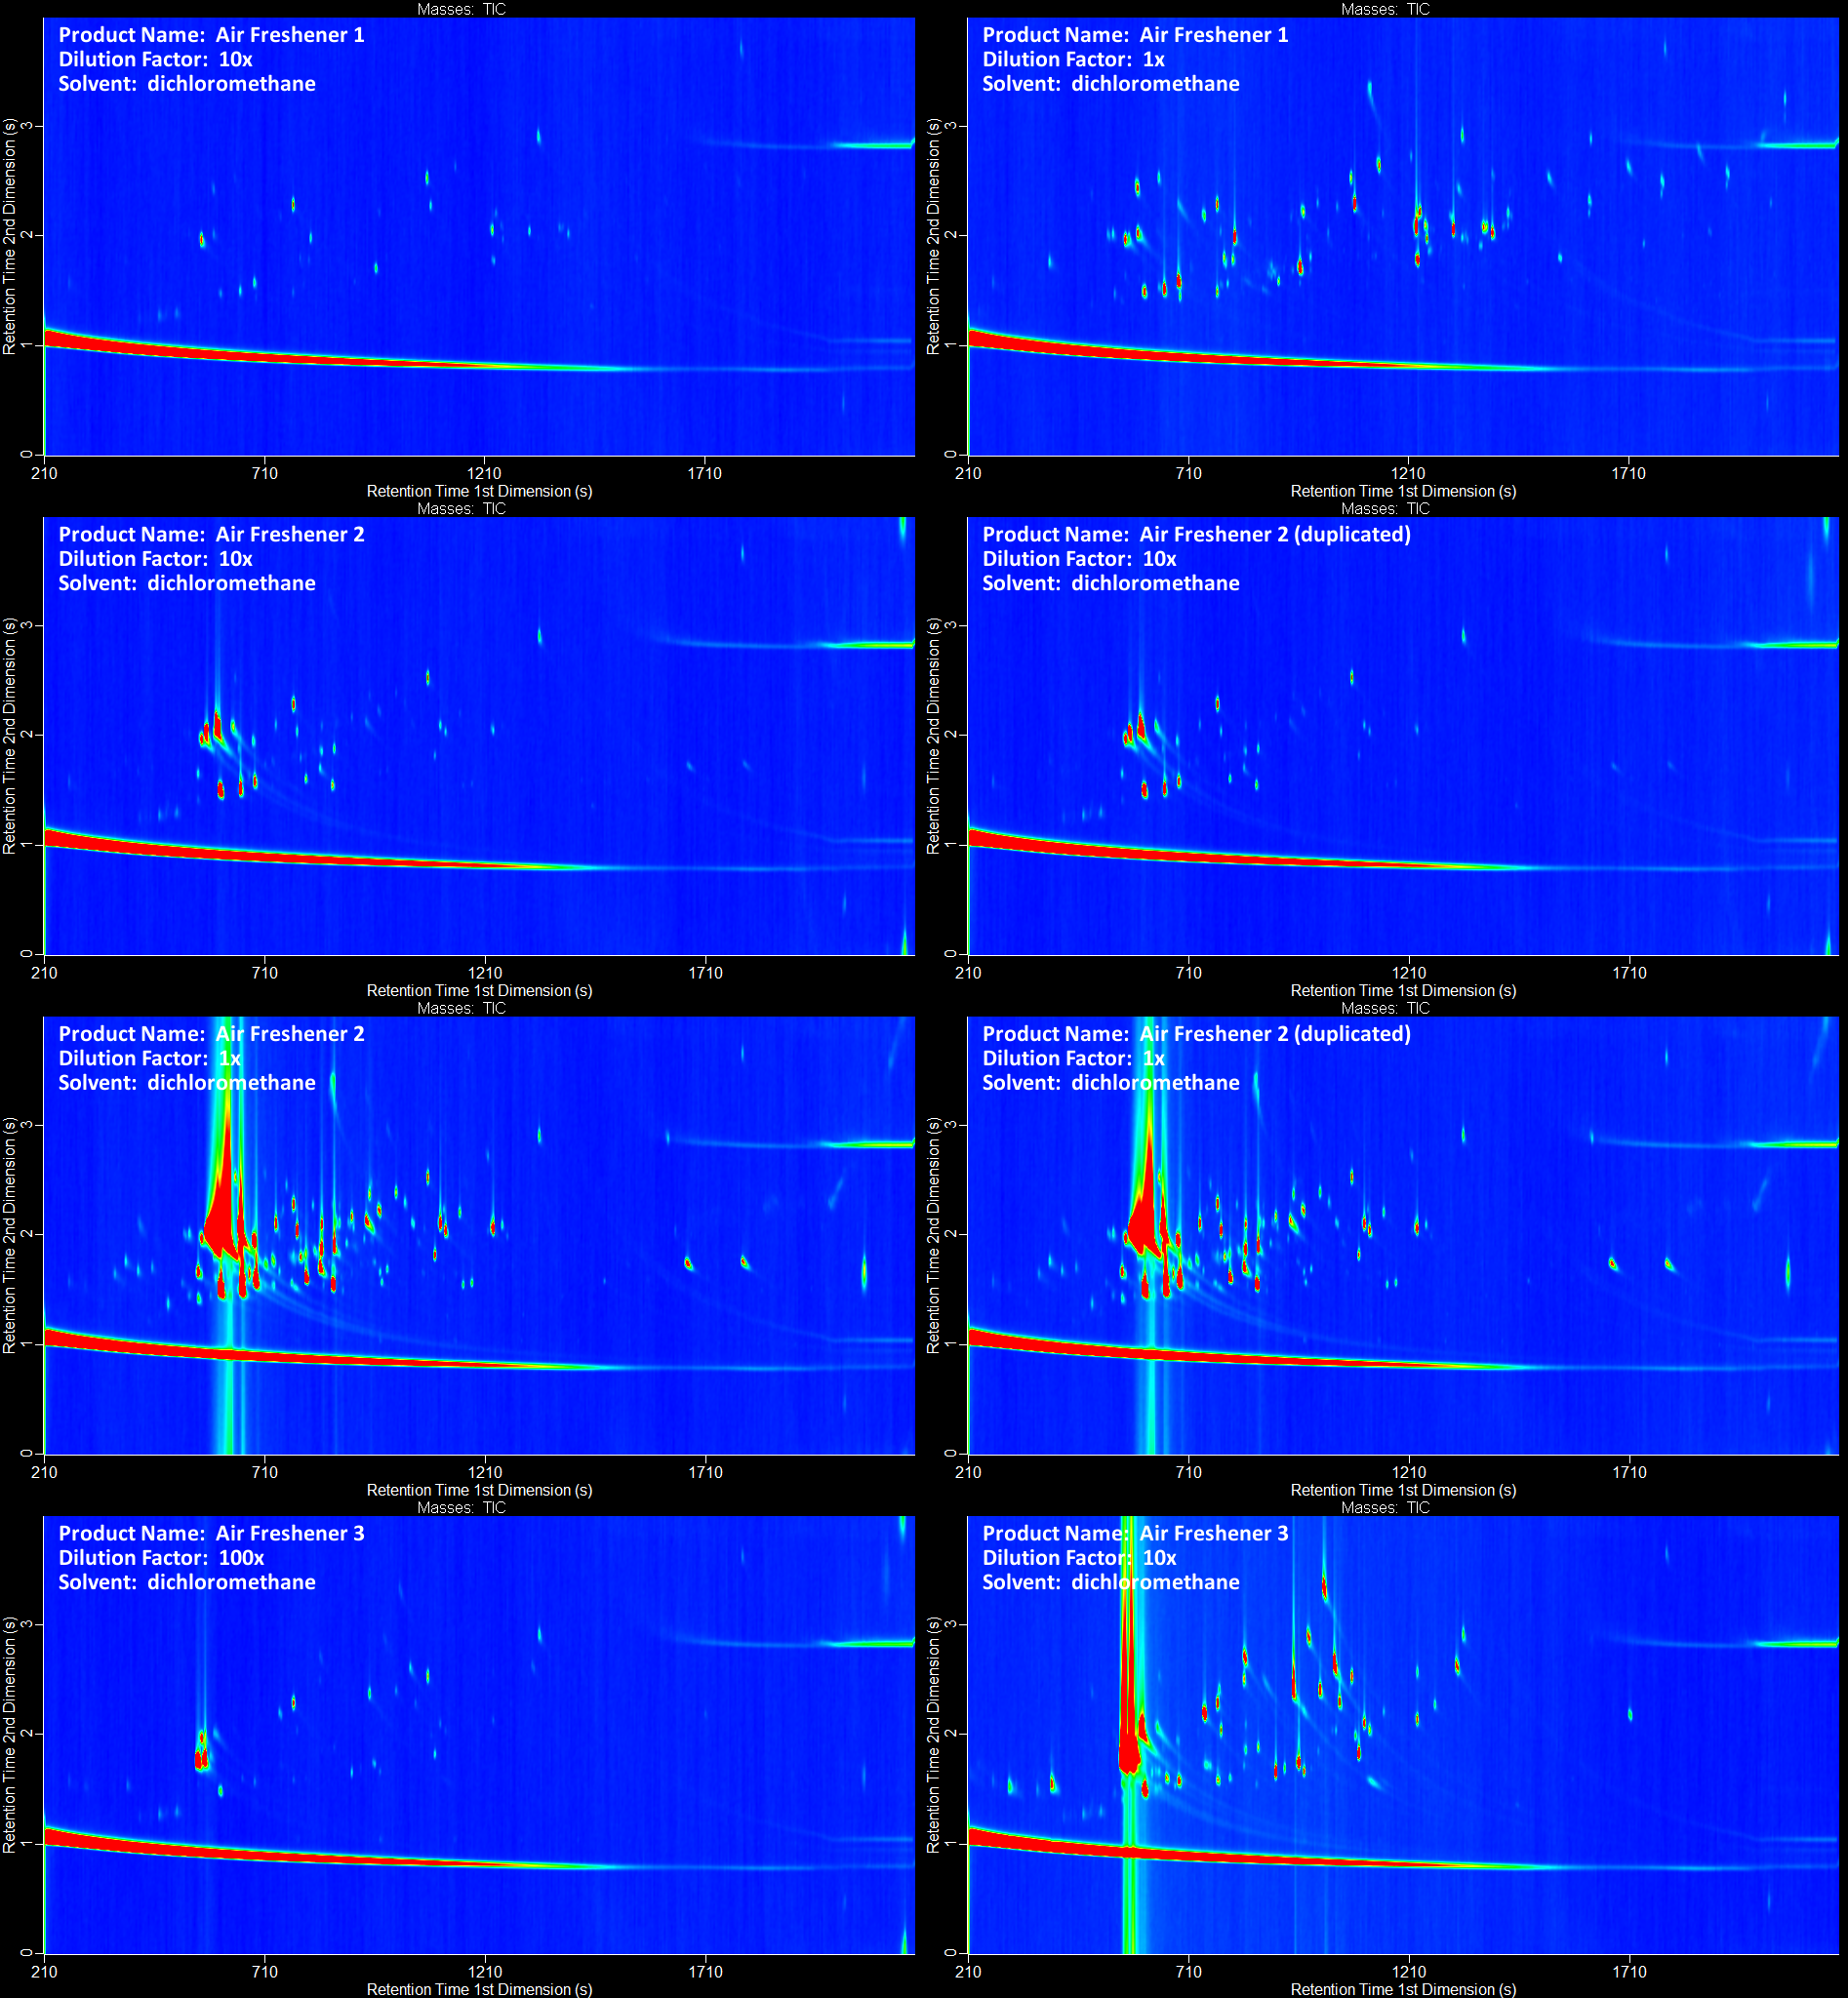 Masses: TIC
Product Name: Air Freshener 1
Dilution Factor: 10x
Solvent: dichloromethane
Retention Time 2nd Dimension (s)
3
2
1
0
210 710 1210 1710
Retention Time 1st Dimension (s)
Masses: TIC
Product Name: Air Freshener 1
Dilution Factor: 1x
Solvent: dichloromethane
Retention Time 2nd Dimension (s)
3
2
1
0
210 710 1210 1710
Retention Time 1st Dimension (s)
Masses: TIC
Product Name: Air Freshener 2
Dilution Factor: 10x
Solvent: dichloromethane
Retention Time 2nd Dimension (s)
3
2
1
0
210 710 1210 1710
Retention Time 1st Dimension (s)
Masses: TIC
Product Name: Air Freshener 2 (duplicated)
Dilution Factor: 10x
Solvent: dichloromethane
Retention Time 2nd Dimension (s)
3
2
1
0
210 710 1210 1710
Retention Time 1st Dimension (s)
Masses: TIC
Product Name: Air Freshener 2
Dilution Factor: 1x
Solvent: dichloromethane
Retention Time 2nd Dimension (s)
3
2
1
0
210 710 1210 1710
Retention Time 1st Dimension (s)
Masses: TIC
Product Name: Air Freshener 2 (duplicated)
Dilution Factor: 1x
Solvent: dichloromethane
Retention Time 2nd Dimension (s)
3
2
1
0
210 710 1210 1710
Retention Time 1st Dimension (s)
Masses: TIC
Product Name: Air Freshener 3
Dilution Factor: 100x
Solvent: dichloromethane
Retention Time 2nd Dimension (s)
3
2
1
0
210 710 1210 1710
Retention Time 1st Dimension (s)
Masses: TIC
Product Name: Air Freshener 3
Dilution Factor: 10x
Solvent: dichloromethane
Retention Time 2nd Dimension (s)
3
2
1
0
210 710 1210 1710
Retention Time 1st Dimension (s)